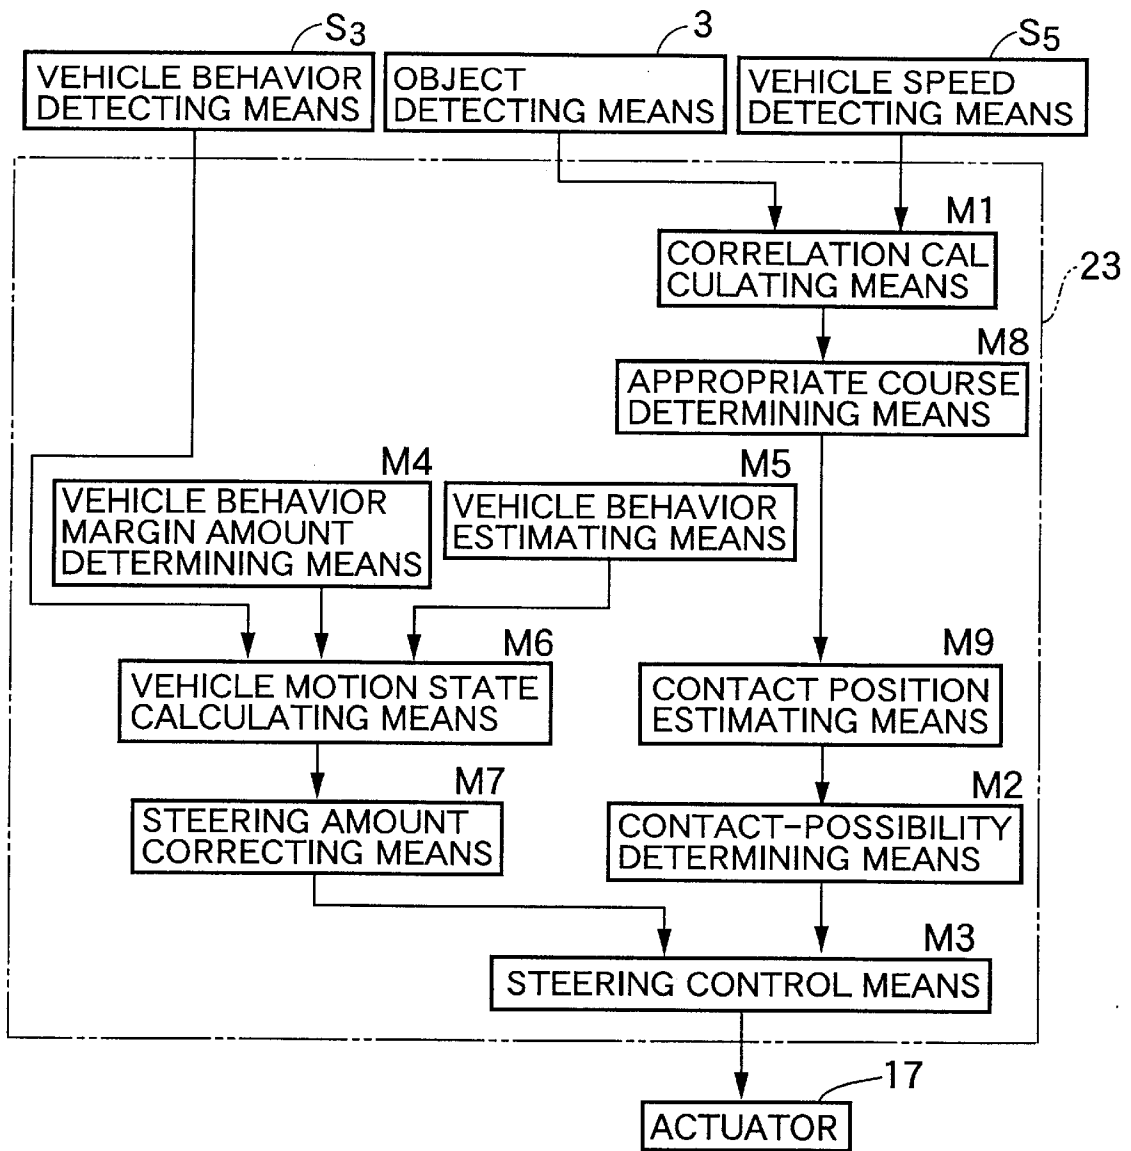 S3
3
S5
VEHICLE BEHAVIOR
DETECTING MEANS
OBJECT
DETECTING MEANS
VEHICLE SPEED
DETECTING MEANS
M1
CORRELATION CAL
CULATING MEANS
23
M8
APPROPRIATE COURSE
DETERMINING MEANS
M4
VEHICLE BEHAVIOR
MARGIN AMOUNT
DETERMINING MEANS
M5
VEHICLE BEHAVIOR
ESTIMATING MEANS
M6
VEHICLE MOTION STATE
CALCULATING MEANS
M9
CONTACT POSITION
ESTIMATING MEANS
M7
STEERING AMOUNT
CORRECTING MEANS
M2
CONTACT-POSSIBILITY
DETERMINING MEANS
M3
STEERING CONTROL MEANS
17
ACTUATOR